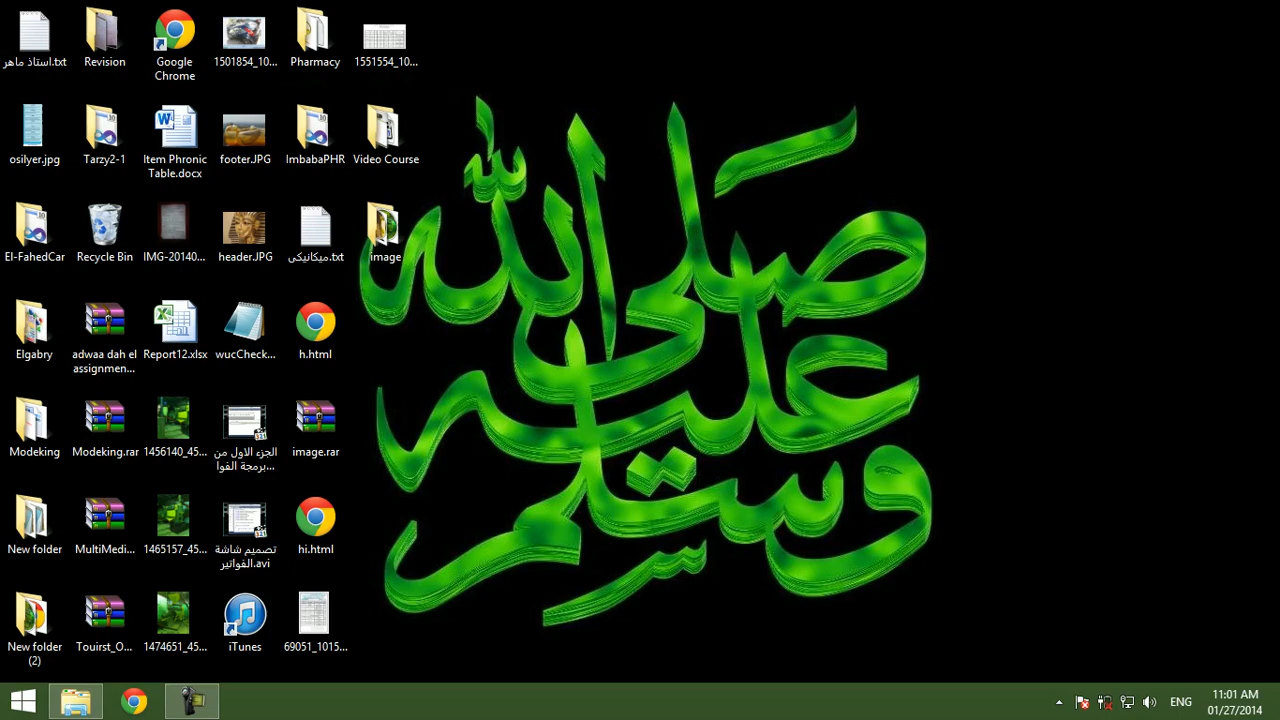 استاذ ماهر.txt
Revision
Google Chrome
1501854_10...
Pharmacy
1551554_10...
osilyer.jpg
Tarzy2-1
Item Phronic Table.docx
footer.JPG
ImbabaPHR
Video Course
El-FahedCar
Recycle Bin
IMG-20140...
header.JPG
ميكانيكى.txt
image
Elgabry
adwaa dah el assignmen...
Report12.xlsx
wucCheck...
h.html
Modeking
Modeking.rar
1456140_45...
الجزء الاول من برمجة الفوا...
image.rar
New folder
MultiMedi...
1465157_45...
تصميم شاشة الفواتير.avi
hi.html
New folder (2)
Touirst_O...
1474651_45...
iTunes
69051_1015...
صلى الله
عليه
وسلم
ENG
11:01 AM
01/27/2014